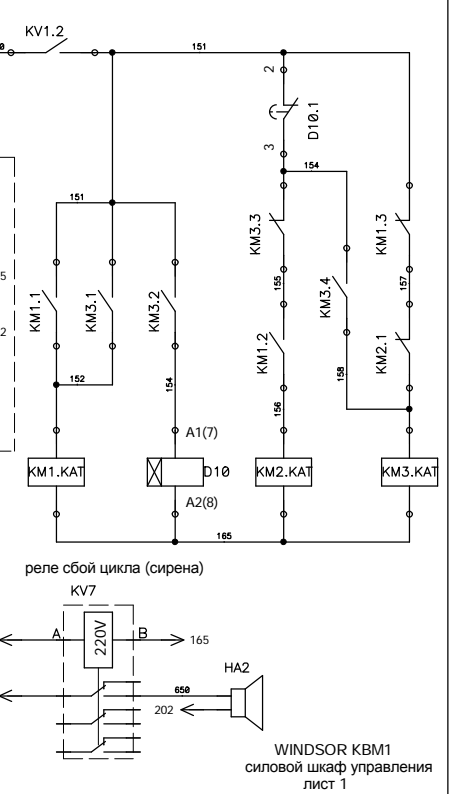 KV1.2
151
2
D10.1
3
154
151
KM3.3
KM1.3
KM1.1
KM3.1
KM3.2
155
KM3.4
157
KM1.2
KM2.1
152
154
158
156
A1(7)
KM1.KAT
D10
KM2.KAT
KM3.KAT
A2(8)
165
реле сбой цикла (сирена)
KV7
A
220V
B
165
HA2
650
202
WINDSOR KBM1
силовой шкаф управления
лист 1